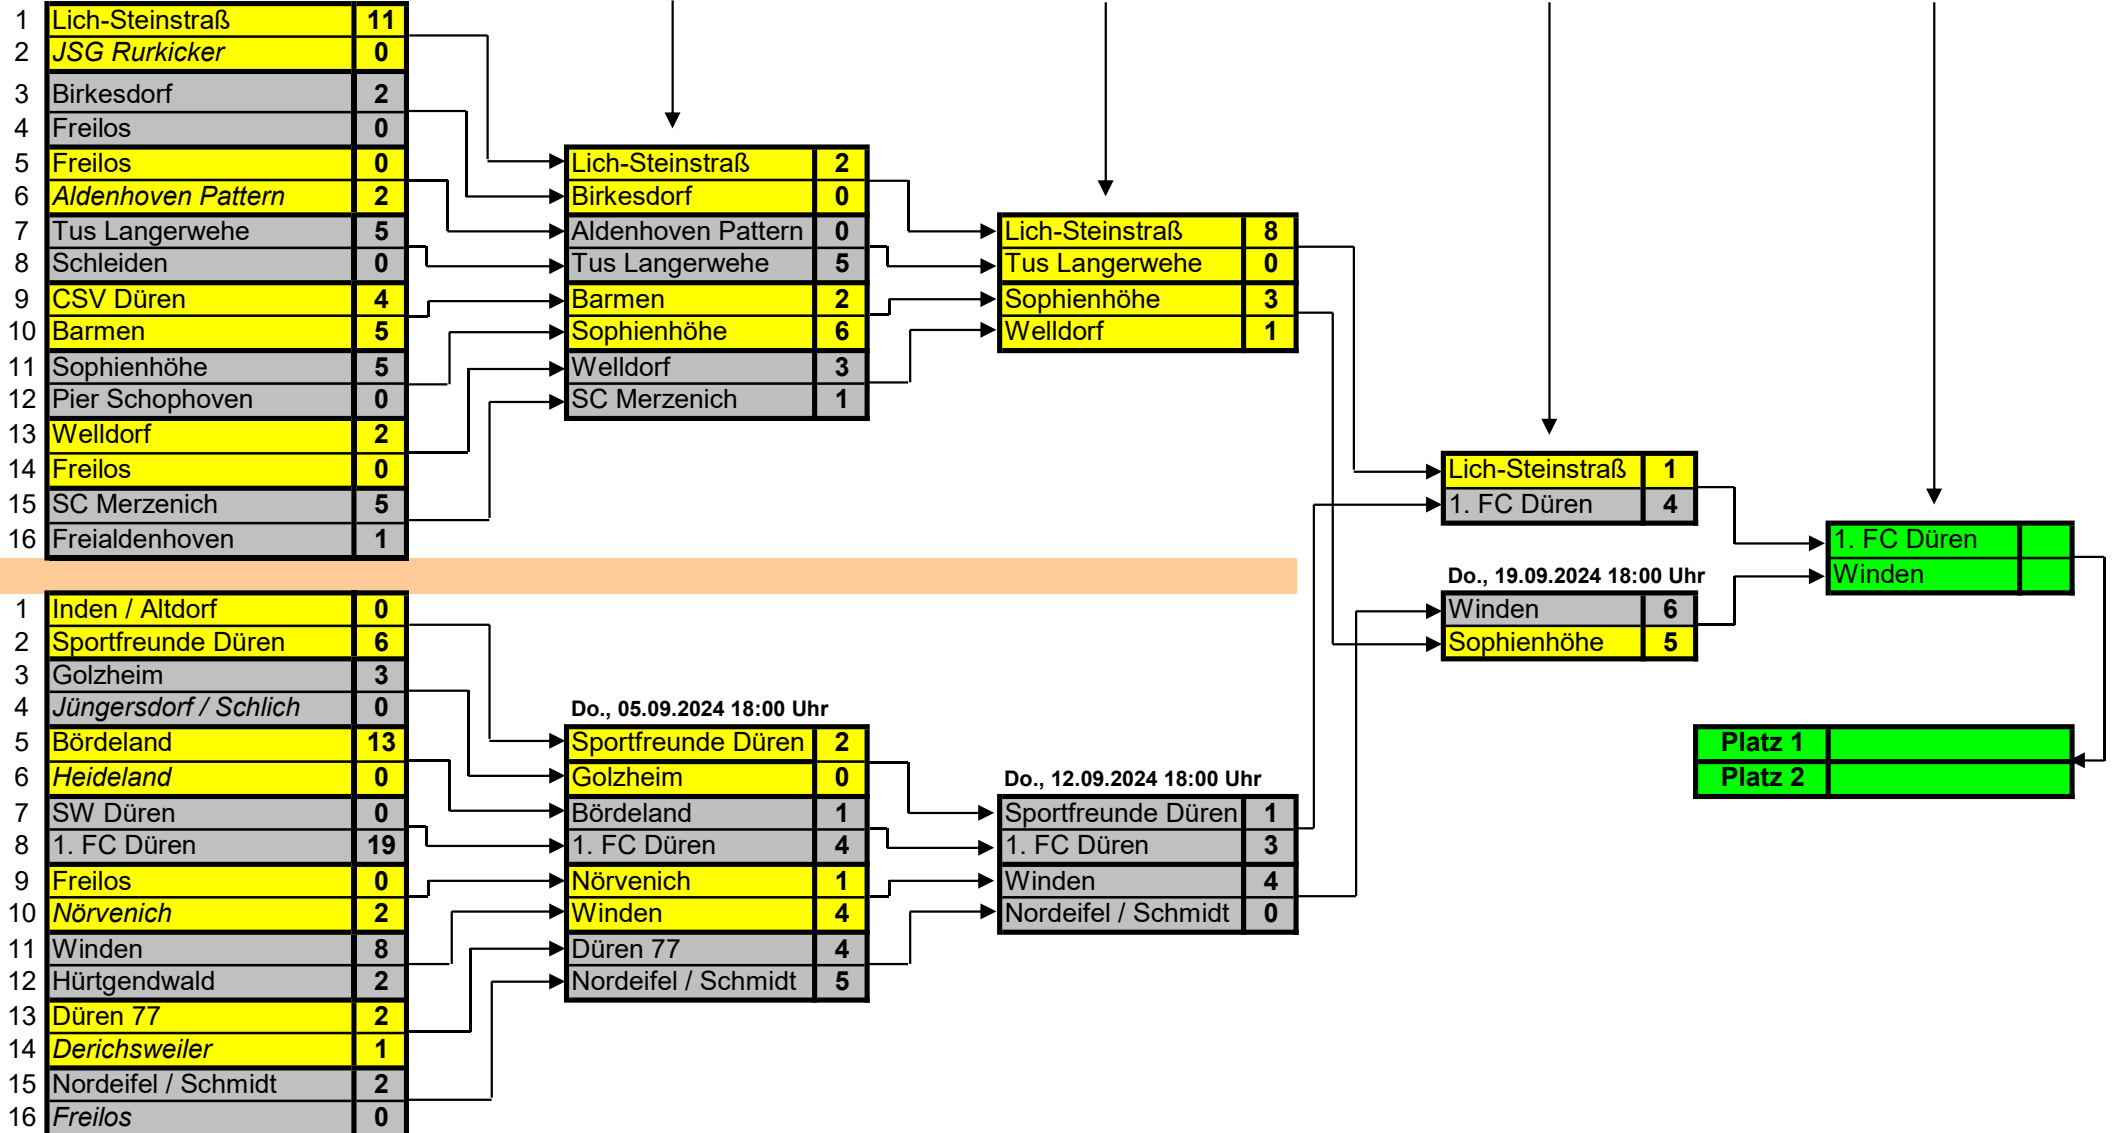 1 Lich-Steinstraß 11
2 JSG Rurkicker 0
3 Birkesdorf 2
4 Freilos 0
5 Freilos 0
6 Aldenhoven Pattern 2
7 Tus Langerwehe 5
8 Schleiden 0
9 CSV Düren 4
10 Barmen 5
11 Sophienhöhe 5
12 Pier Schophoven 0
13 Welldorf 2
14 Freilos 0
15 SC Merzenich 5
16 Freialdenhoven 1
Lich-Steinstraß 2
Birkesdorf 0
Aldenhoven Pattern 0
Tus Langerwehe 5
Barmen 2
Sophienhöhe 6
Welldorf 3
SC Merzenich 1
Lich-Steinstraß 8
Tus Langerwehe 0
Sophienhöhe 3
Welldorf 1
Lich-Steinstraß 1
1. FC Düren 4
1. FC Düren
Winden
Do., 19.09.2024 18:00 Uhr
Winden 6
Sophienhöhe 5
1 Inden / Altdorf 0
2 Sportfreunde Düren 6
3 Golzheim 3
4 Jüngersdorf / Schlich 0
5 Bördeland 13
6 Heideland 0
7 SW Düren 0
8 1. FC Düren 19
9 Freilos 0
10 Nörvenich 2
11 Winden 8
12 Hürtgendwald 2
13 Düren 77 2
14 Derichsweiler 1
15 Nordeifel / Schmidt 2
16 Freilos 0
Do., 05.09.2024 18:00 Uhr
Sportfreunde Düren 2
Golzheim 0
Bördeland 1
1. FC Düren 4
Nörvenich 1
Winden 4
Düren 77 4
Nordeifel / Schmidt 5
Do., 12.09.2024 18:00 Uhr
Sportfreunde Düren 1
1. FC Düren 3
Winden 4
Nordeifel / Schmidt 0
Platz 1
Platz 2